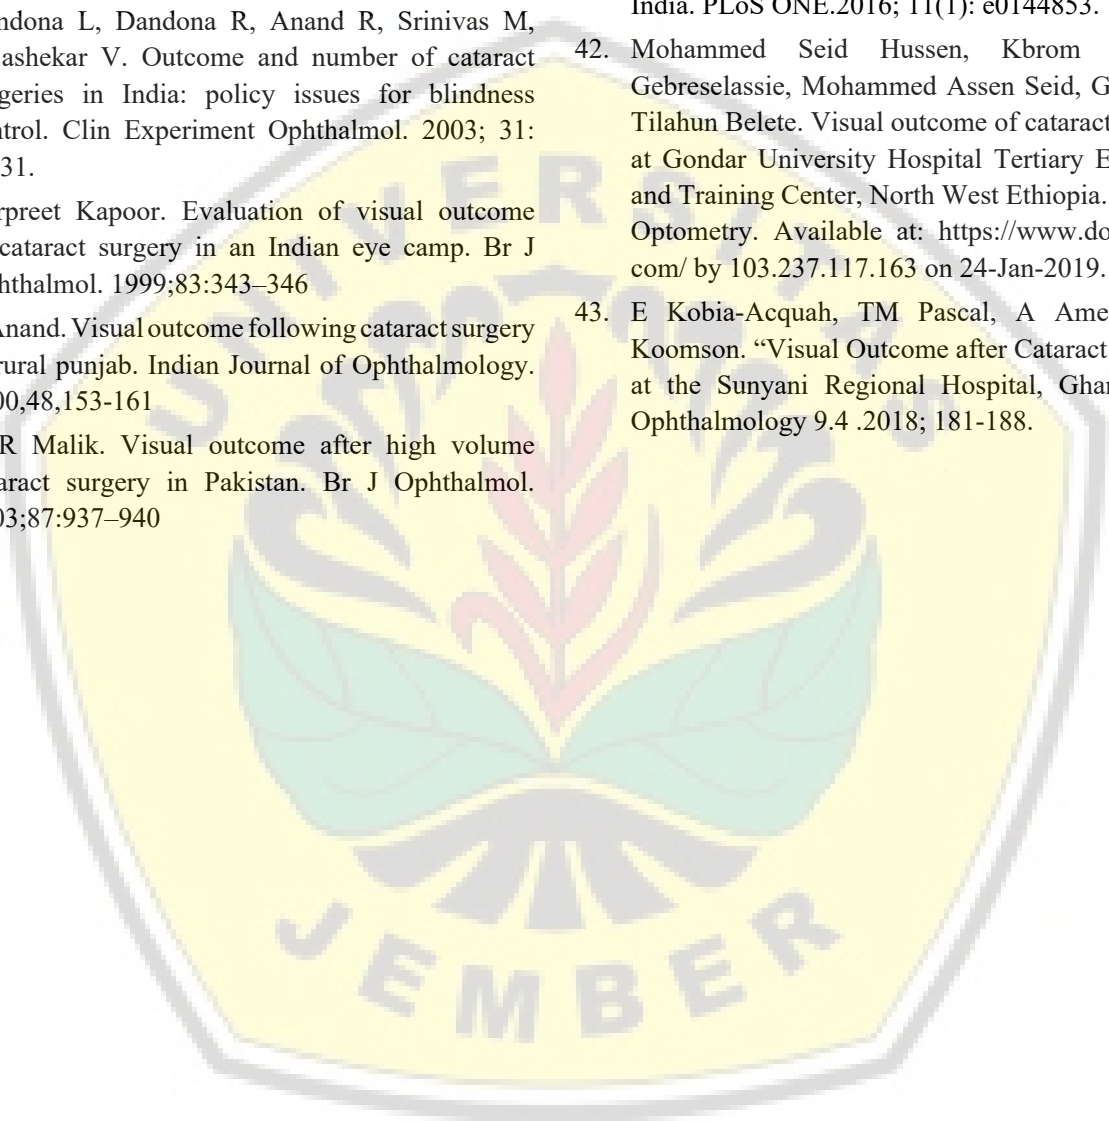 ndona L, Dandona R, Anand R, Srinivas M,
ashekar V. Outcome and number of cataract
geries in India: policy issues for blindness
ntrol. Clin Experiment Ophthalmol. 2003; 31:
31.
rpreet Kapoor. Evaluation of visual outcome
cataract surgery in an Indian eye camp. Br J
hthalmol. 1999;83:343–346
Anand. Visual outcome following cataract surgery
rural punjab. Indian Journal of Ophthalmology.
00,48,153-161
R Malik. Visual outcome after high volume
aract surgery in Pakistan. Br J Ophthalmol.
03;87:937–940
India. PLoS ONE.2016; 11(1): e0144853.
42. Mohammed Seid Hussen, Kbrom
Gebreselassie, Mohammed Assen Seid, G
Tilahun Belete. Visual outcome of cataract
at Gondar University Hospital Tertiary E
and Training Center, North West Ethiopia.
Optometry. Available at: https://www.do
com/ by 103.237.117.163 on 24-Jan-2019.
43. E Kobia-Acquah, TM Pascal, A Ame
Koomson. “Visual Outcome after Cataract
at the Sunyani Regional Hospital, Ghan
Ophthalmology 9.4 .2018; 181-188.
UNIVERSITAS
JEMBER